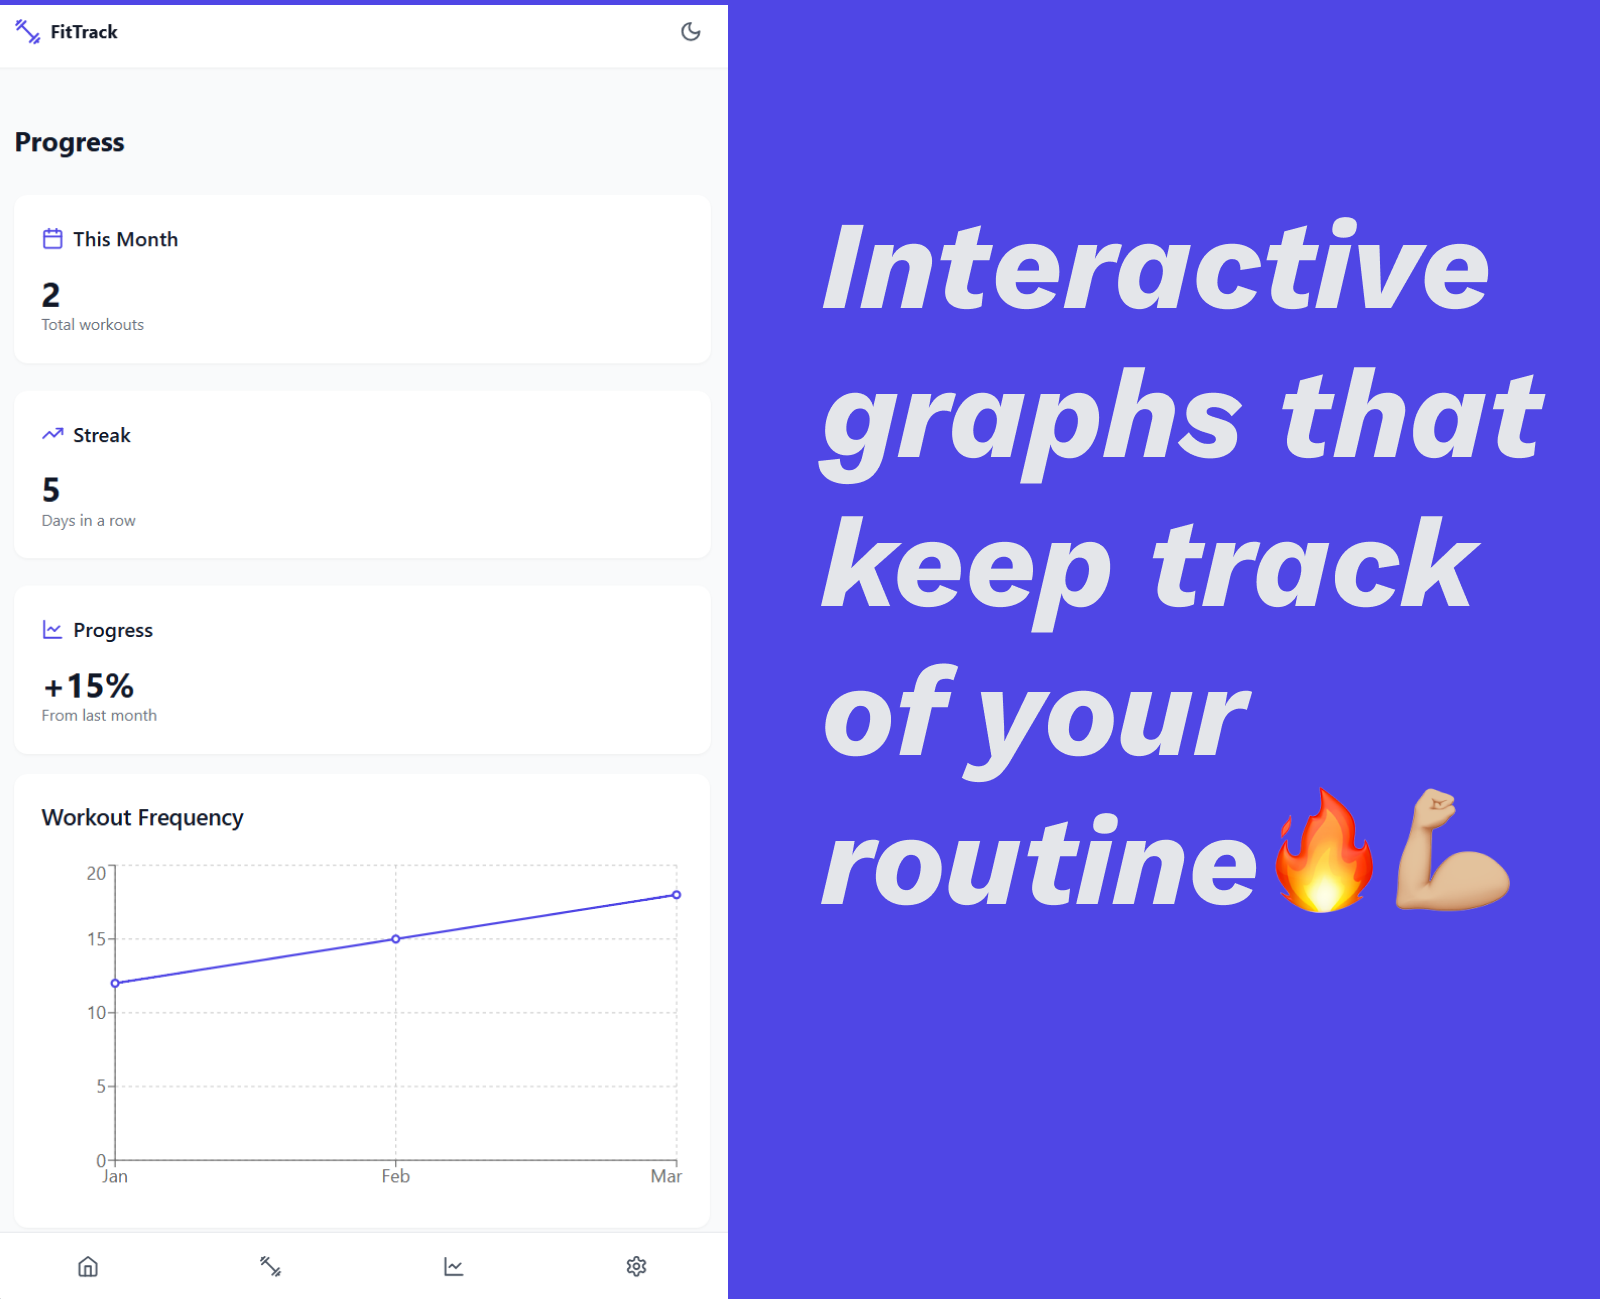 FitTrack
Progress
This Month
2
Total workouts
Streak
5
Days in a row
Progress
+15%
From last month
Workout Frequency
20
15
10
5
0
Jan
Feb
Mar
Interactive
graphs that
keep track
of your
routine🔥💪🏼